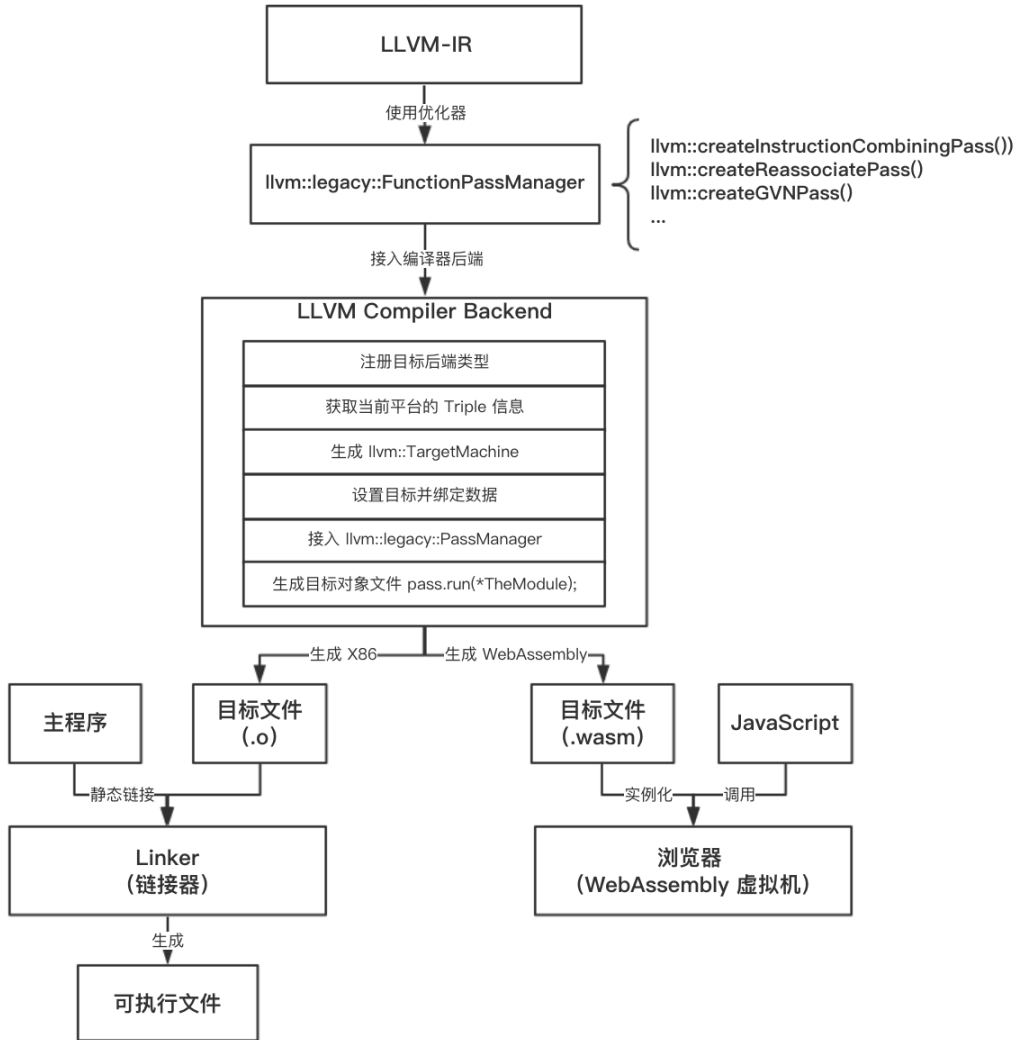 LLVM-IR
使用优化器
llvm::legacy::FunctionPassManager
llvm::createInstructionCombiningPass())
llvm::createReassociatePass()
llvm::createGVNPass()
...
接入编译器后端
LLVM Compiler Backend
注册目标后端类型
获取当前平台的 Triple 信息
生成 llvm::TargetMachine
设置目标并绑定数据
接入 llvm::legacy::PassManager
生成目标对象文件 pass.run(*TheModule);
生成 X86
生成 WebAssembly
主程序
目标文件
(.o)
目标文件
(.wasm)
JavaScript
静态链接
实例化
调用
Linker
(链接器)
浏览器
(WebAssembly 虚拟机)
生成
可执行文件